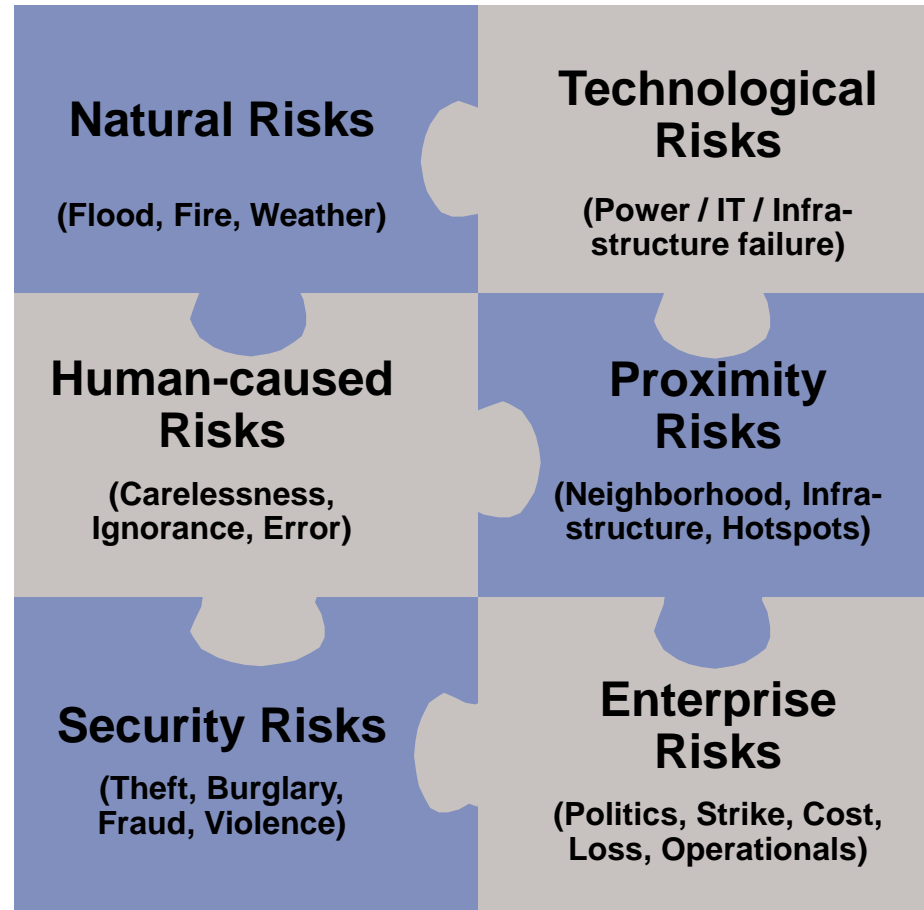 Natural Risks
(Flood, Fire, Weather)
Technological
Risks
(Power / IT / Infra-
structure failure)
Human-caused
Risks
(Carelessness,
Ignorance, Error)
Proximity
Risks
(Neighborhood, Infra-
structure, Hotspots)
Security Risks
(Theft, Burglary,
Fraud, Violence)
Enterprise
Risks
(Politics, Strike, Cost,
Loss, Operationals)